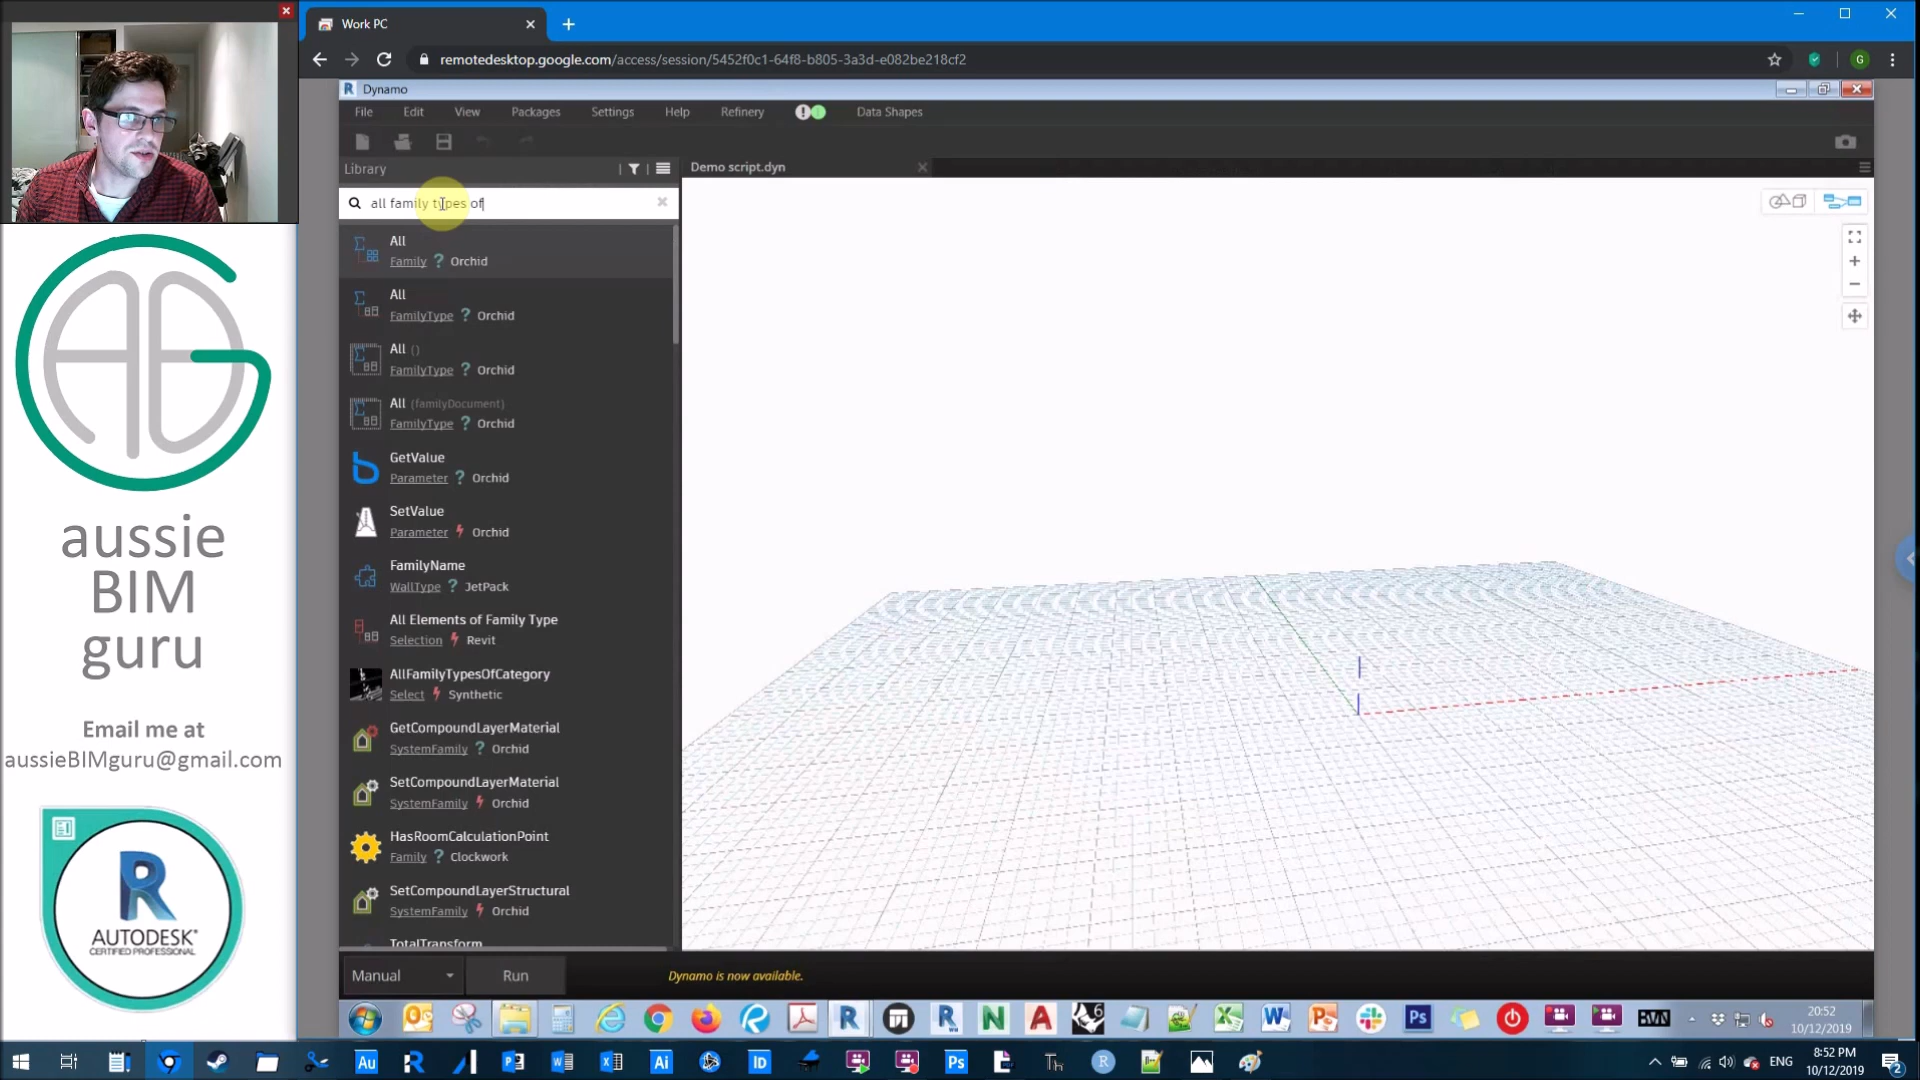 Work PC
remotedesktop.google.com/access/session/5452f0c1-64f8-b805-3a3d-e082be218cf2
G
R Dynamo
File Edit View Packages Settings Help Refinery Data Shapes
Library
Demo script.dyn
all family types of
All
Family ? Orchid
All
FamilyType ? Orchid
All ()
FamilyType ? Orchid
All (familyDocument)
FamilyType ? Orchid
GetValue
Parameter ? Orchid
SetValue
Parameter Orchid
FamilyName
WallType ? JetPack
All Elements of Family Type
Selection Revit
AllFamilyTypesOfCategory
Select Synthetic
GetCompoundLayerMaterial
SystemFamily ? Orchid
SetCompoundLayerMaterial
SystemFamily Orchid
HasRoomCalculationPoint
Family ? Clockwork
SetCompoundLayerStructural
SystemFamily Orchid
TotalTransform
Manual Run Dynamo is now available.
20:52
10/12/2019
ENG
8:52 PM
10/12/2019
2
aussie
BIM
guru
Email me at
aussieBIMguru@gmail.com
R
AUTODESK®
CERTIFIED PROFESSIONAL